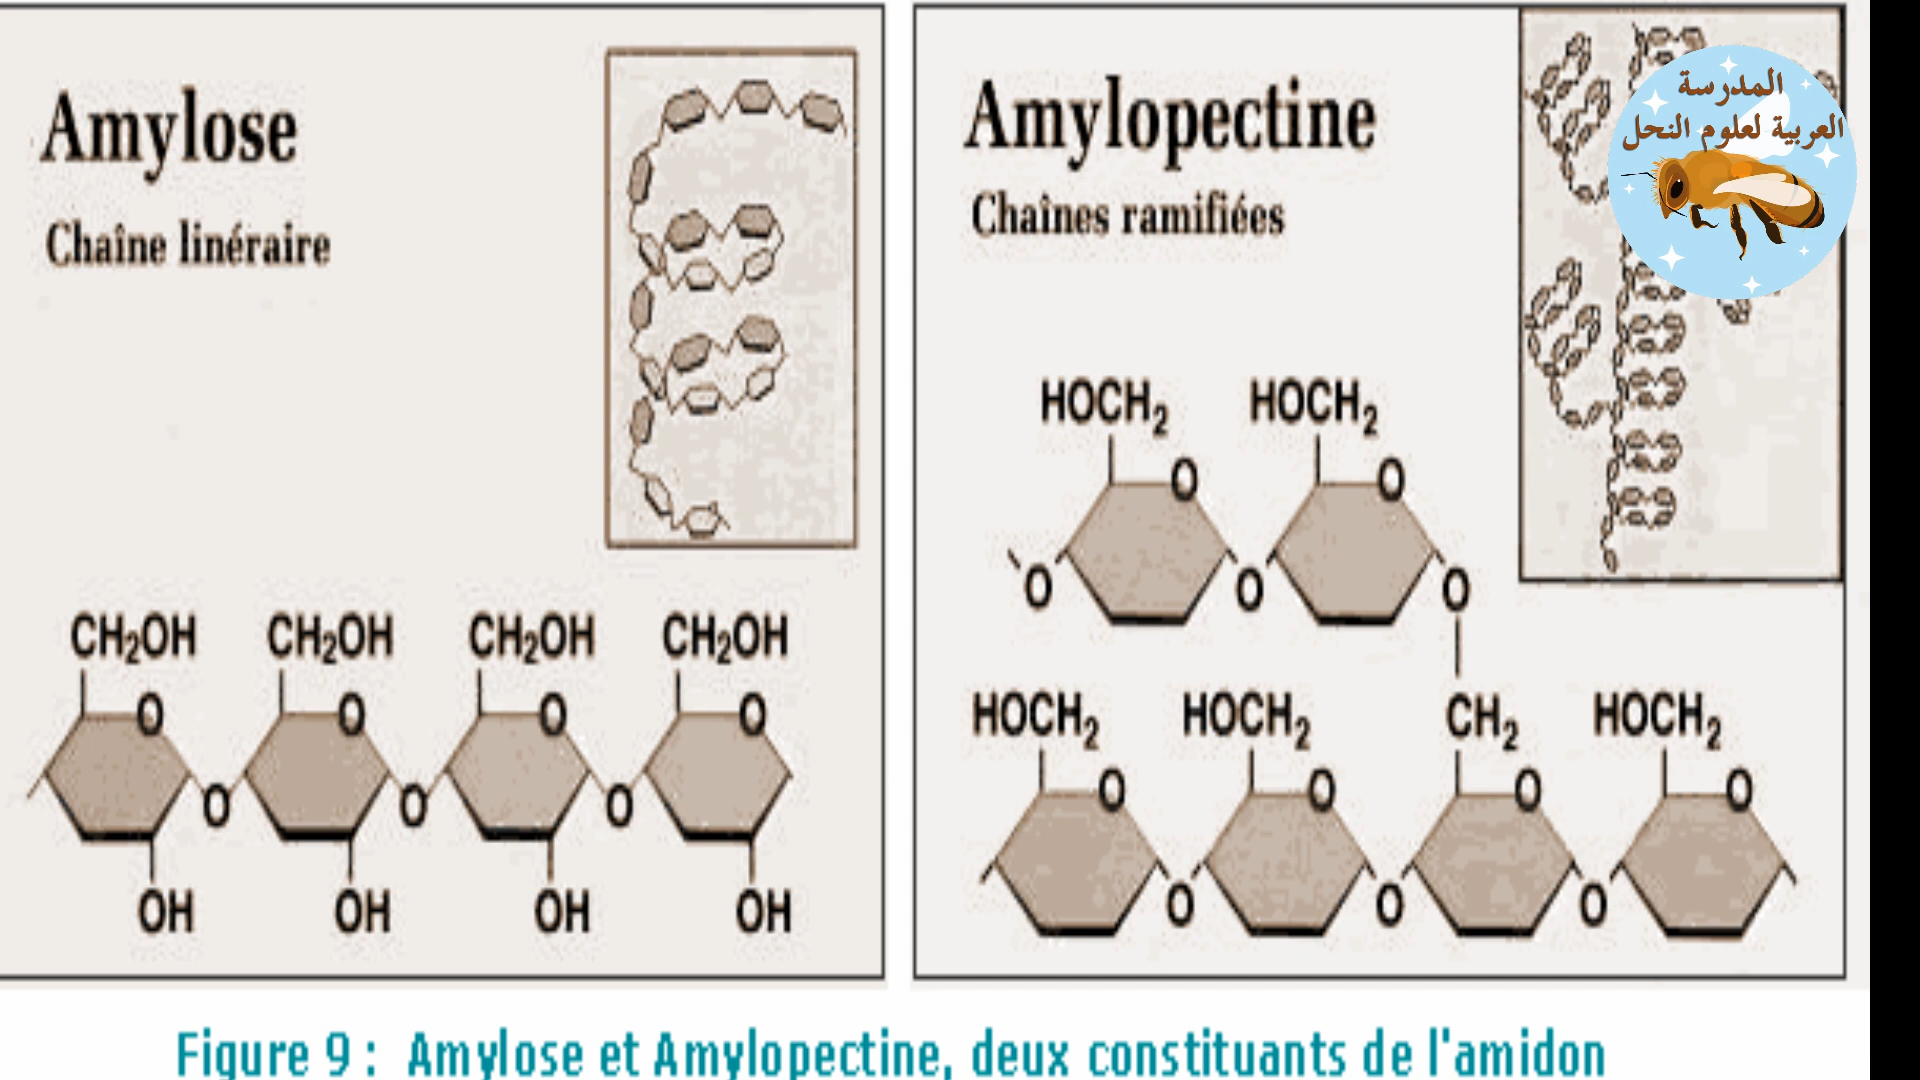 Amylose
Chaîne linéraire
CH2OH CH2OH CH2OH CH2OH
O O O O
O O O
OH OH OH OH
Amylopectine
Chaînes ramifiées
HOCH2 HOCH2
O O
O O O
HOCH2 HOCH2 CH2 HOCH2
O O O O
O O O
المدرسة
العربية لعلوم النحل
Figure 9 : Amylose et Amylopectine, deux constituants de l'amidon